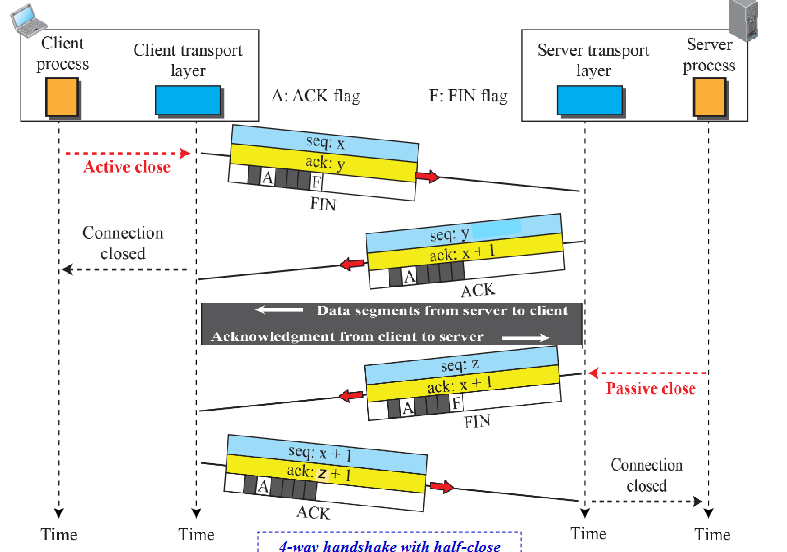 Client
process
Client transport
layer
Server transport
layer
Server
process
A: ACK flag
F: FIN flag
Active close
seq: x
ack: y
A
F
FIN
Connection
closed
seq: y
ack: x + 1
A
ACK
Data segments from server to client
Acknowledgment from client to server
seq: z
ack: x + 1
A
F
FIN
Passive close
seq: x + 1
ack: z + 1
A
ACK
Connection
closed
Time
Time
Time
Time
4-way handshake with half-close